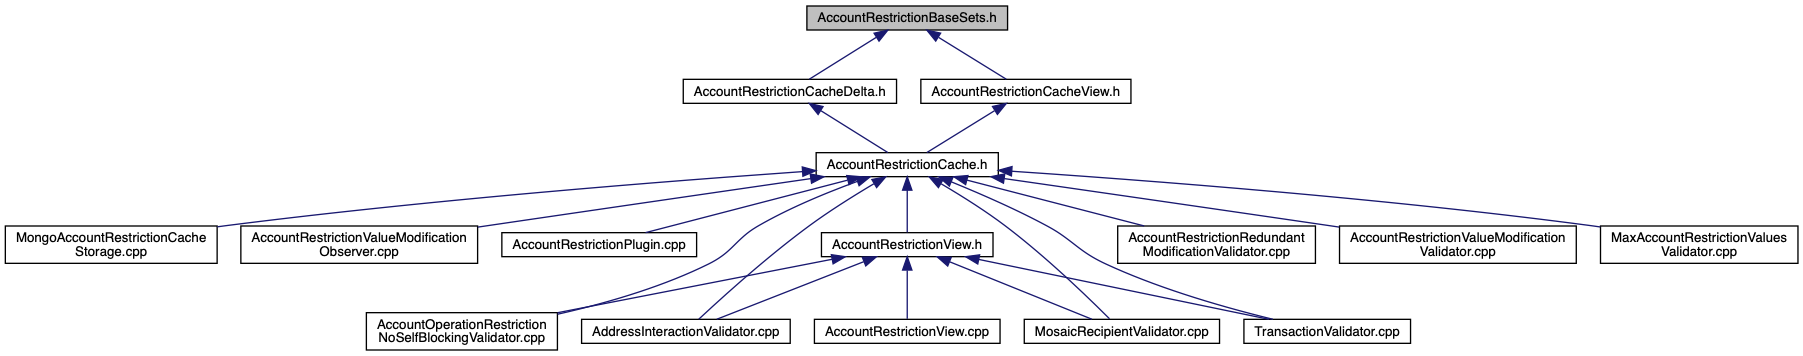 AccountRestrictionBaseSets.h
AccountRestrictionCacheDelta.h
AccountRestrictionCacheView.h
AccountRestrictionCache.h
MongoAccountRestrictionCache
Storage.cpp
AccountRestrictionValueModification
Observer.cpp
AccountRestrictionPlugin.cpp
AccountRestrictionView.h
AccountRestrictionRedundant
ModificationValidator.cpp
AccountRestrictionValueModification
Validator.cpp
MaxAccountRestrictionValues
Validator.cpp
AccountOperationRestriction
NoSelfBlockingValidator.cpp
AddressInteractionValidator.cpp
AccountRestrictionView.cpp
MosaicRecipientValidator.cpp
TransactionValidator.cpp